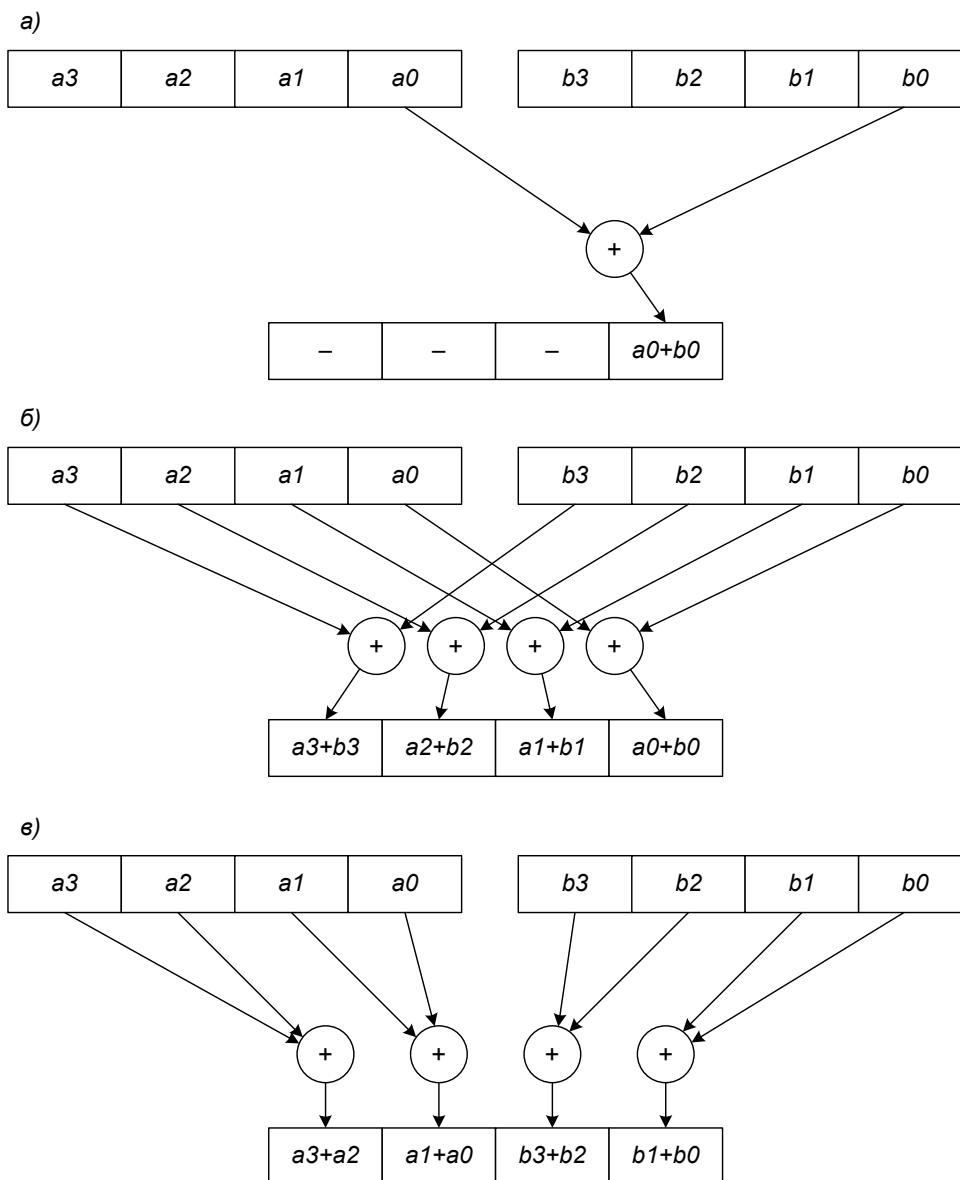 а)
a3 a2 a1 a0 b3 b2 b1 b0
+
– – – a0+b0
б)
a3 a2 a1 a0 b3 b2 b1 b0
+ + + +
a3+b3 a2+b2 a1+b1 a0+b0
в)
a3 a2 a1 a0 b3 b2 b1 b0
+ + + +
a3+a2 a1+a0 b3+b2 b1+b0